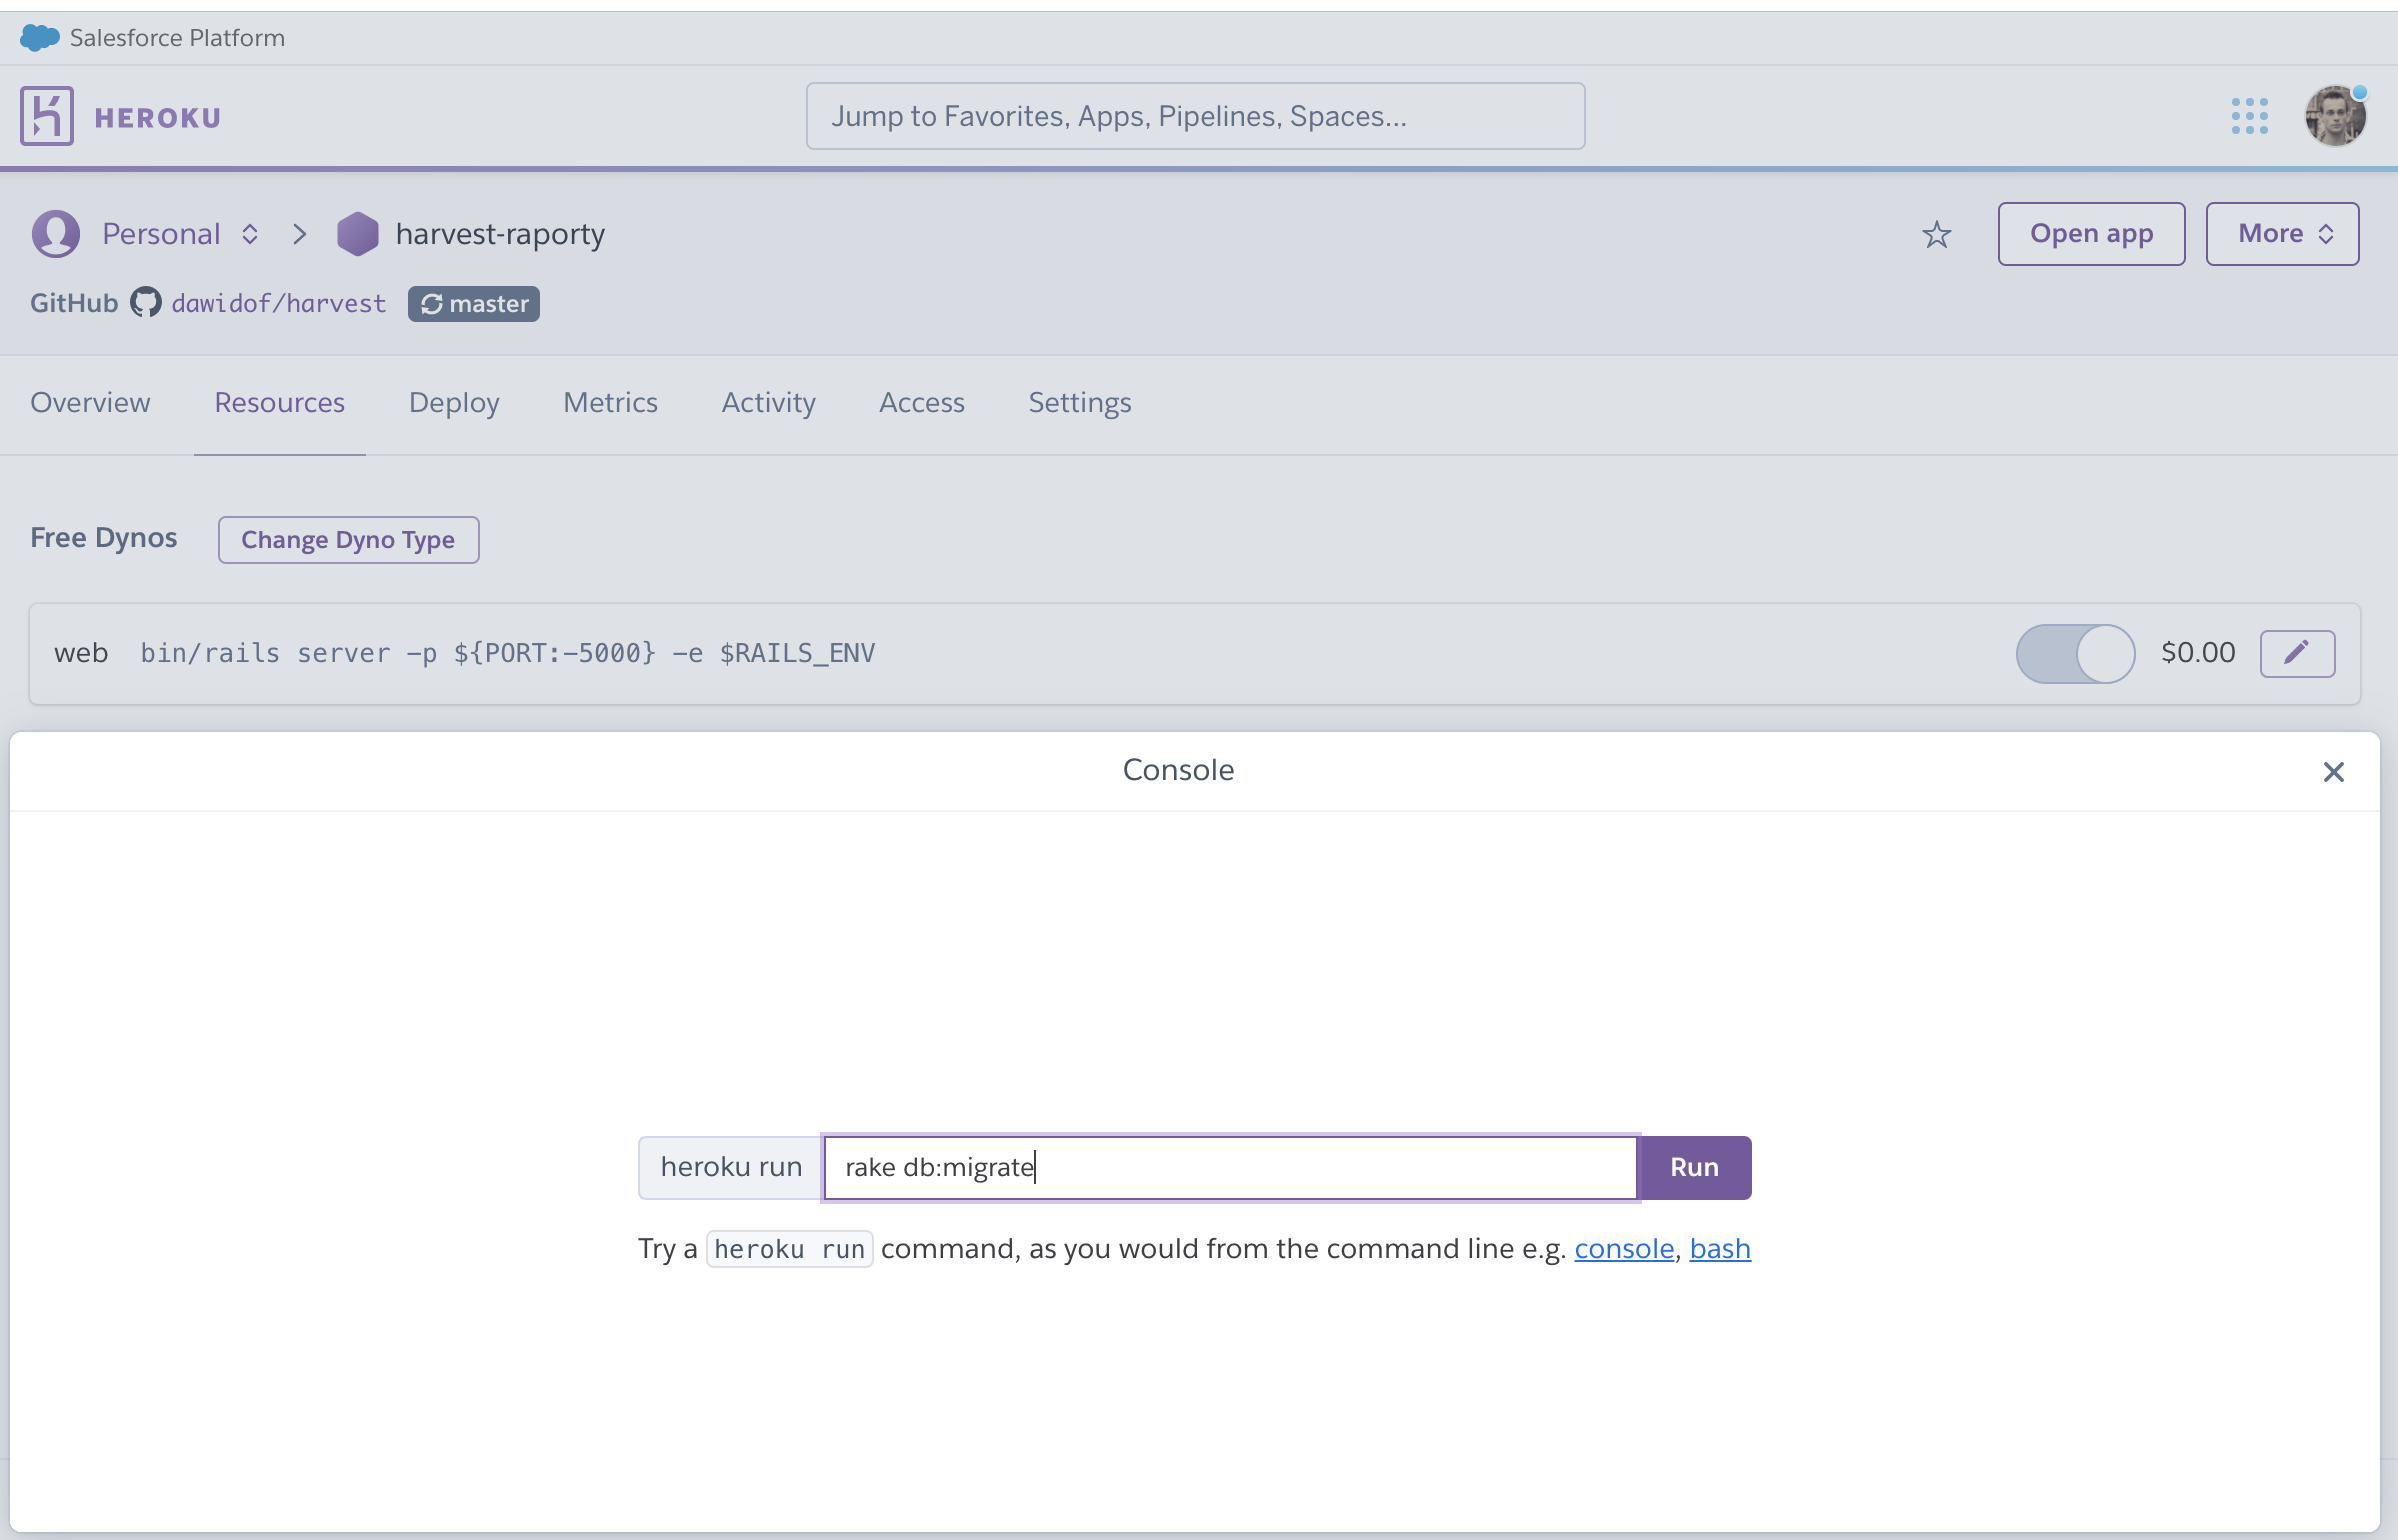 Salesforce Platform
HEROKU
Jump to Favorites, Apps, Pipelines, Spaces...
Personal > harvest-raporty
Open app
More
GitHub dawidof/harvest master
Overview Resources Deploy Metrics Activity Access Settings
Free Dynos Change Dyno Type
web bin/rails server -p ${PORT:-5000} -e $RAILS_ENV $0.00
Console
heroku run rake db:migrate Run
Try a heroku run command, as you would from the command line e.g. console, bash